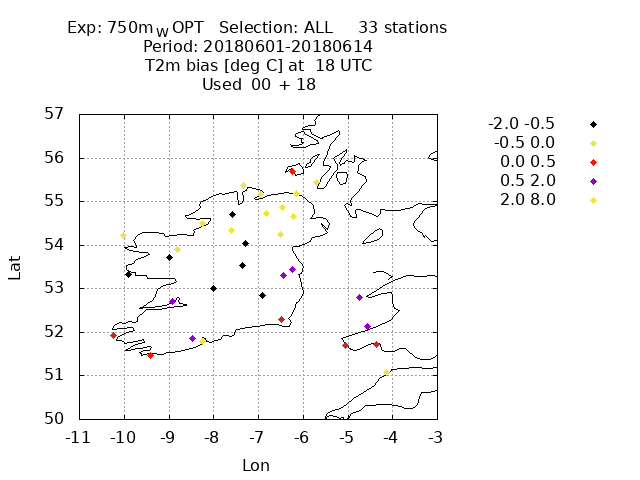 Exp: 750mWOPT Selection: ALL 33 stations
Period: 20180601-20180614
T2m bias [deg C] at 18 UTC
Used 00 + 18
57
56
55
54
53
52
51
50
Lat
-11 -10 -9 -8 -7 -6 -5 -4 -3
Lon
-2.0 -0.5
-0.5 0.0
0.0 0.5
0.5 2.0
2.0 8.0